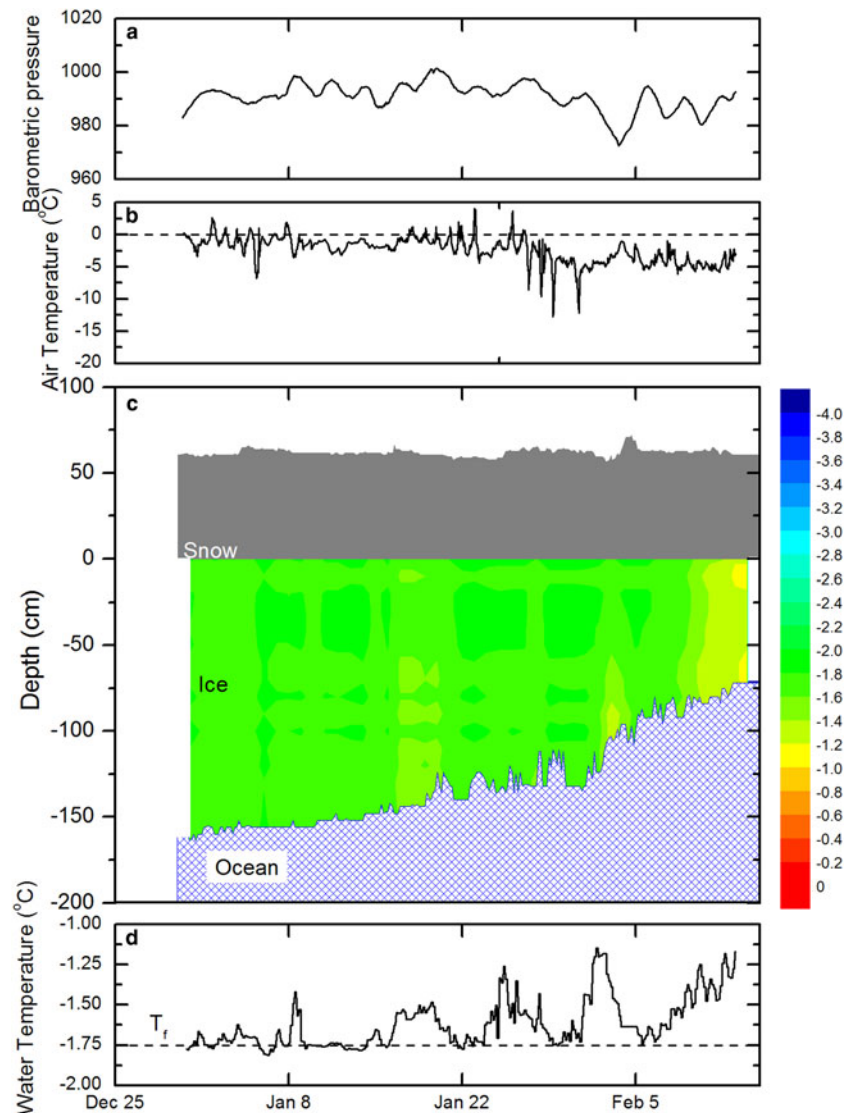 a
Barometric pressure
1020
1000
980
960
b
Air Temperature (°C)
5
0
-5
-10
-15
-20
c
Depth (cm)
100
50
0
-50
-100
-150
-200
Snow
Ice
Ocean
-4.0
-3.8
-3.6
-3.4
-3.2
-3.0
-2.8
-2.6
-2.4
-2.2
-2.0
-1.8
-1.6
-1.4
-1.2
-1.0
-0.8
-0.6
-0.4
-0.2
0
d
Water Temperature (°C)
-1.00
-1.25
-1.50
-1.75
-2.00
Tf
Dec 25
Jan 8
Jan 22
Feb 5